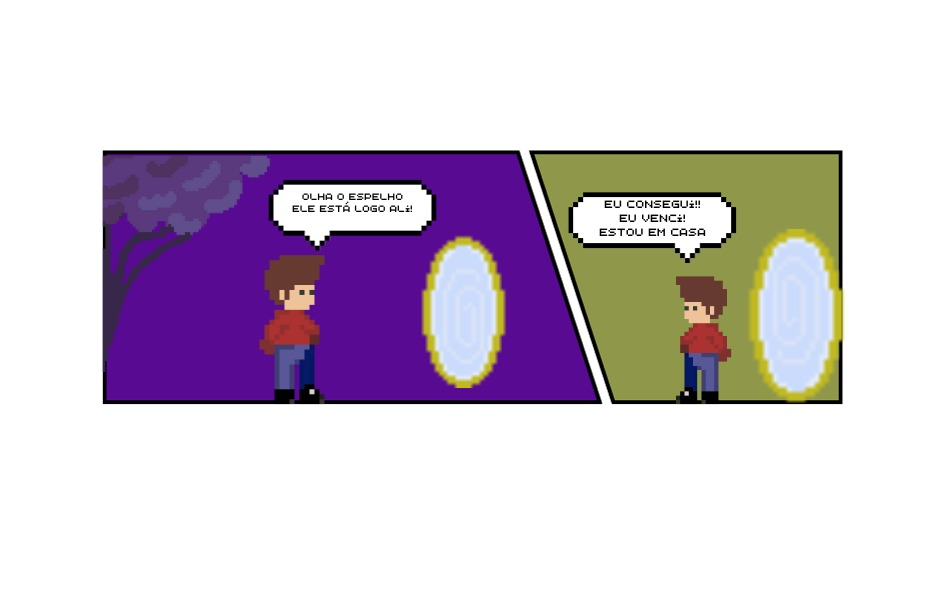 OLHA O ESPELHO
ELE ESTÁ LOGO ALI!
EU CONSEGUI!!
EU VENCI!
ESTOU EM CASA